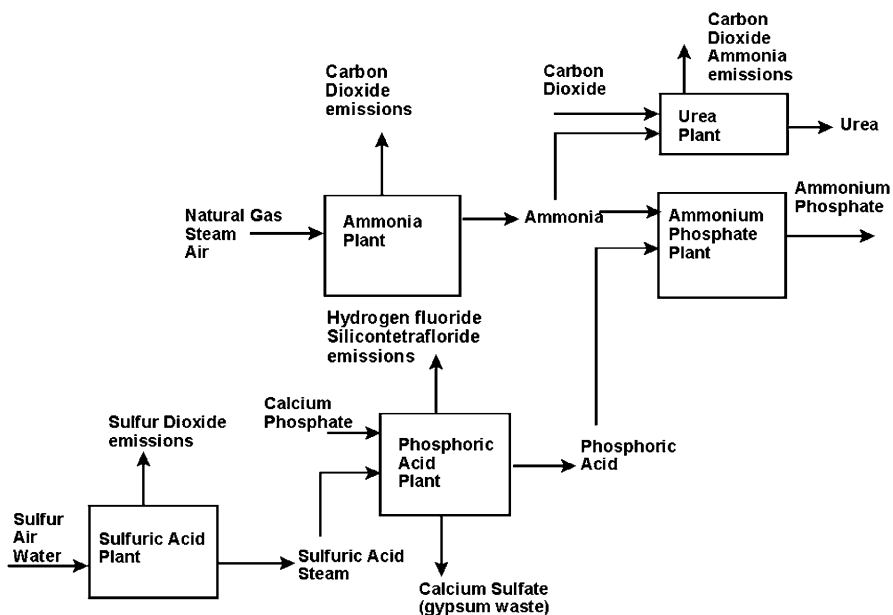 Carbon
Dioxide
Ammonia
emissions
Carbon
Dioxide
emissions
Carbon
Dioxide
Urea
Plant
Urea
Natural Gas
Steam
Air
Ammonia
Plant
Ammonia
Ammonium
Phosphate
Plant
Ammonium
Phosphate
Hydrogen fluoride
Silicontetrafloride
emissions
Calcium
Phosphate
Sulfur Dioxide
emissions
Phosphoric
Acid
Plant
Phosphoric
Acid
Sulfur
Air
Water
Sulfuric Acid
Plant
Sulfuric Acid
Steam
Calcium Sulfate
(gypsum waste)